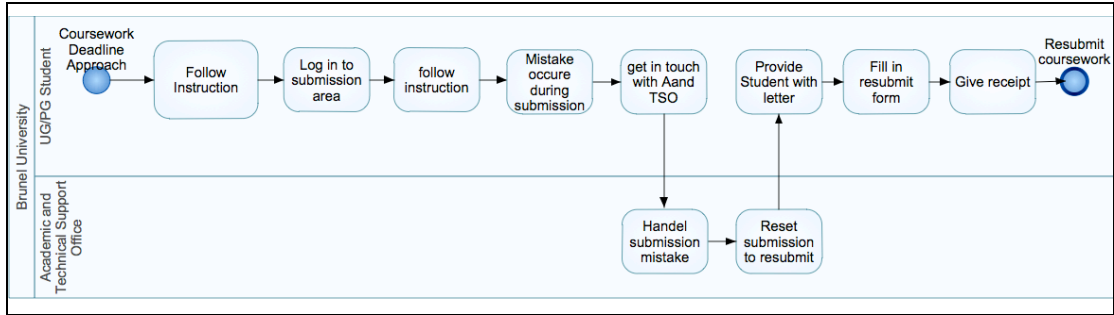 Brunel University
UG/PG Student
Coursework
Deadline
Approach
Follow
Instruction
Log in to
submission
area
follow
instruction
Mistake
occure
during
submission
get in touch
with Aand
TSO
Provide
Student with
letter
Fill in
resubmit
form
Give receipt
Resubmit
coursework
Academic and
Technical Support
Office
Handel
submission
mistake
Reset
submission
to resubmit